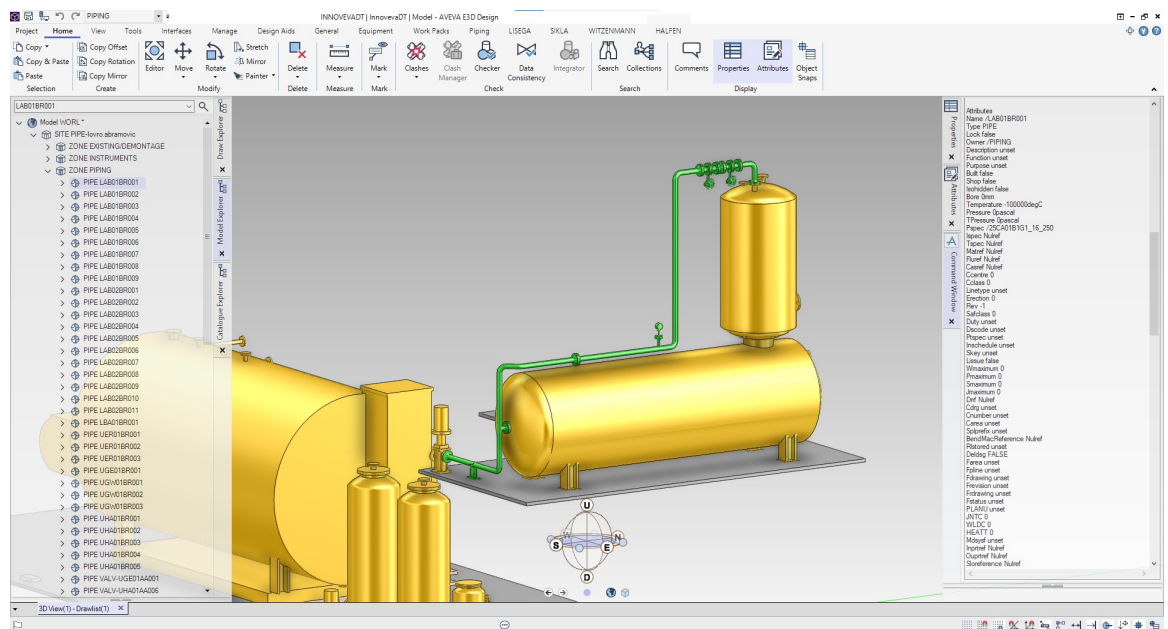 PIPING
INNOVEVADT | InnovevaDT | Model - AVEVA E3D Design
Project Home View Tools Interfaces Manage Design Aids General Equipment Work Packs Piping LISEGA SIKLA WITZENMANN HALFEN
Copy
Copy & Paste
Paste
Selection
Copy Offset
Copy Rotation
Copy Mirror
Create
Editor
Move
Rotate
Stretch
Mirror
Painter
Modify
Delete
Delete
Measure
Measure
Mark
Mark
Clashes
Clash Manager
Checker
Data Consistency
Integrator
Check
Search
Collections
Search
Comments
Properties
Attributes
Object Snaps
Display
LAB01BR001
Model WORL*
SITE PIPE-lovro.abramovic
ZONE EXISTING/DEMONTAGE
ZONE INSTRUMENTS
ZONE PIPING
PIPE LAB01BR001
PIPE LAB01BR002
PIPE LAB01BR003
PIPE LAB01BR004
PIPE LAB01BR005
PIPE LAB01BR006
PIPE LAB01BR007
PIPE LAB01BR008
PIPE LAB01BR009
PIPE LAB02BR001
PIPE LAB02BR002
PIPE LAB02BR003
PIPE LAB02BR004
PIPE LAB02BR005
PIPE LAB02BR006
PIPE LAB02BR007
PIPE LAB02BR008
PIPE LAB02BR009
PIPE LAB02BR010
PIPE LAB02BR011
PIPE LBA01BR001
PIPE UER01BR001
PIPE UER01BR002
PIPE UER01BR003
PIPE UGE01BR001
PIPE UGW01BR001
PIPE UGW01BR002
PIPE UGW01BR003
PIPE UHA01BR001
PIPE UHA01BR002
PIPE UHA01BR003
PIPE UHA01BR004
PIPE UHA01BR005
PIPE VALV-UGE01AA001
PIPE VALV-UHA01AA006
Draw Explorer
Model Explorer
Catalogue Explorer
U
W
N
S
E
D
Properties
Attributes
Command Window
Attributes
Name /LAB01BR001
Type PIPE
Lock false
Owner /PIPING
Description unset
Function unset
Purpose unset
Built false
Shop false
Isohidden false
Bore 0mm
Temperature -100000degC
Pressure 0pascal
TPressure 0pascal
Pspec /25CA01B1G1_16_250
Ispec Nulref
Tspec Nulref
Matref Nulref
Fluref Nulref
Casref Nulref
Ccentre 0
Cclass 0
Linetype unset
Erection 0
Rev -1
Safclass 0
Duty unset
Dscode unset
Ptspec unset
Inschedule unset
Skey unset
Lissue false
Wmaximum 0
Pmaximum 0
Smaximum 0
Jmaximum 0
Drrf Nulref
Cdrg unset
Cnumber unset
Carea unset
Splprefix unset
BendMacReference Nulref
Rlstored unset
Deldsg FALSE
Farea unset
Fpline unset
Fdrawing unset
Frevision unset
Frdrawing unset
Fstatus unset
PLANU unset
JNTC 0
WLDC 0
HEATT 0
Mdsysf unset
Inprtref Nulref
Ouprtref Nulref
Sloreference Nulref
3D View(1) - Drawlist(1)